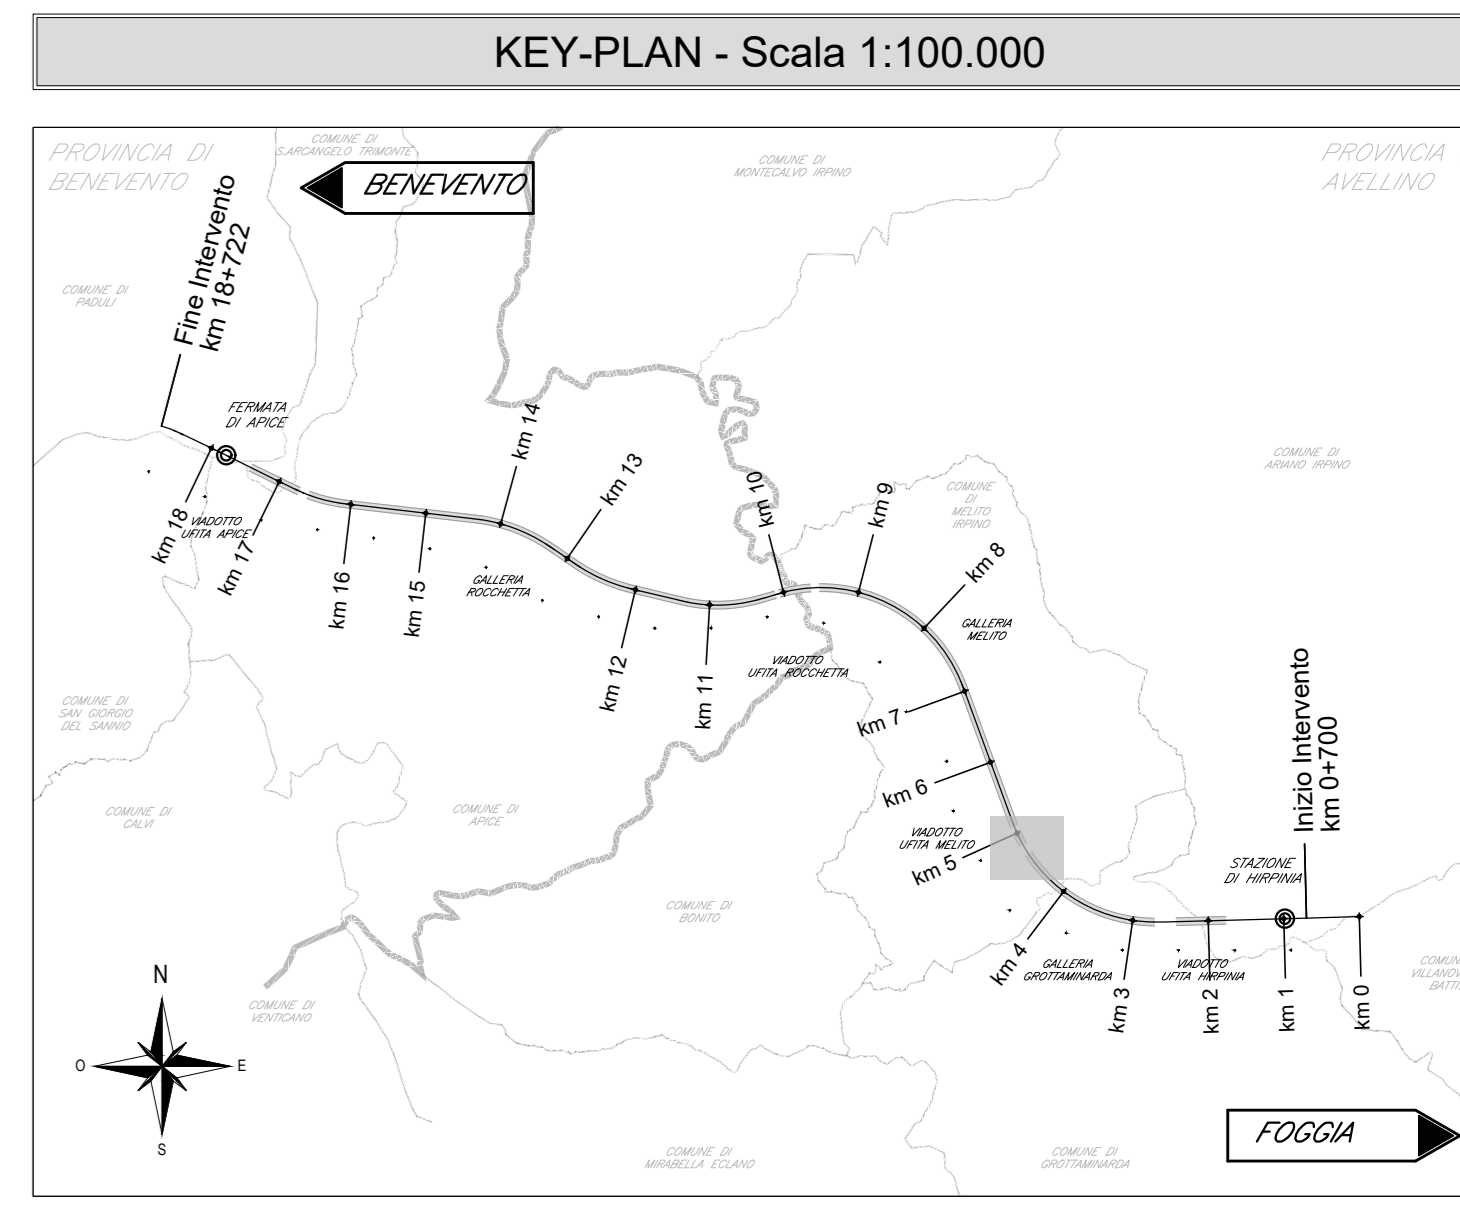 KEY-PLAN - Scala 1:100.000
PROVINCIA DI
BENEVENTO
COMUNE DI
S.ARCANGELO TRIMONTE
BENEVENTO
COMUNE DI
MONTECALVO IRPINO
PROVINCIA
AVELLINO
Fine Intervento
km 18+722
COMUNE DI
PADULI
FERMATA
DI APICE
km 14
km 13
km 10
km 9
COMUNE
DI
MELITO
IRPINO
COMUNE DI
ARIANO IRPINO
km 18
VIADOTTO
UFITA APICE
km 17
km 16
km 15
GALLERIA
ROCCHETTA
km 8
GALLERIA
MELITO
km 12
km 11
VIADOTTO
UFITA ROCCHETTA
km 7
COMUNE DI
SAN GIORGIO
DEL SANNIO
Inizio Intervento
km 0+700
km 6
COMUNE DI
CALVI
COMUNE DI
APICE
VIADOTTO
UFITA MELITO
km 5
STAZIONE
DI HIRPINIA
COMUNE DI
BONITO
km 4
GALLERIA
GROTTAMINARDA
km 3
VIADOTTO
UFITA HIRPINIA
km 2
km 1
km 0
COMUN
VILLANOV
BATTI
COMUNE DI
VENTICANO
N
O
E
S
FOGGIA
COMUNE DI
MIRABELLA ECLANO
COMUNE DI
GROTTAMINARDA